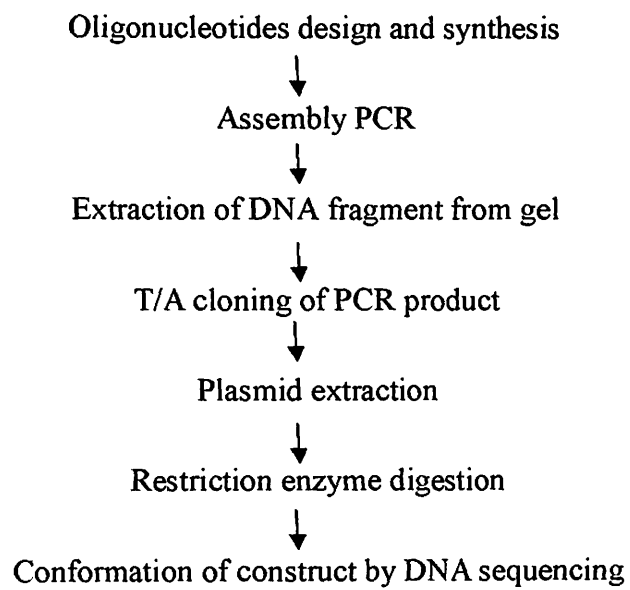 Oligonucleotides design and synthesis
Assembly PCR
Extraction of DNA fragment from gel
T/A cloning of PCR product
Plasmid extraction
Restriction enzyme digestion
Conformation of construct by DNA sequencing